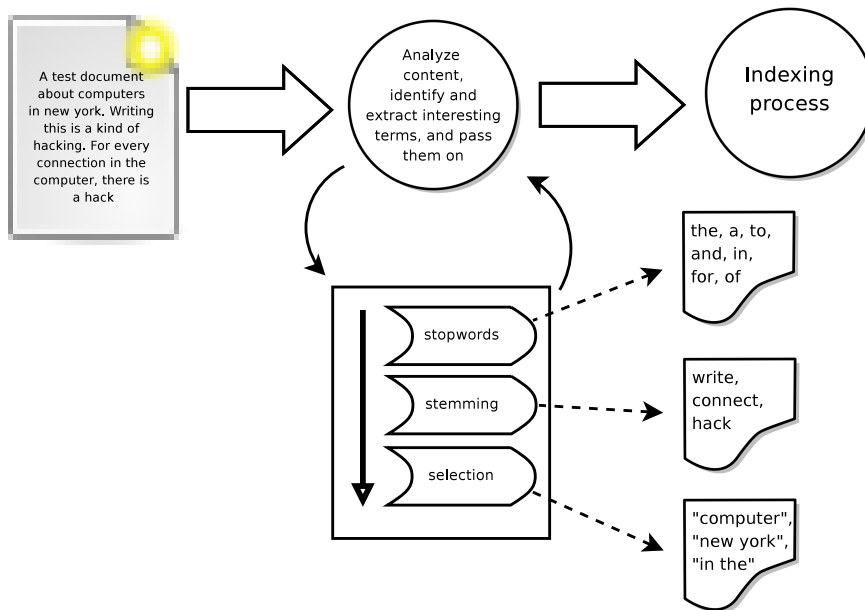 A test document
about computers
in new york. Writing
this is a kind of
hacking. For every
connection in the
computer, there is
a hack
Analyze
content,
identify and
extract interesting
terms, and pass
them on
Indexing
process
stopwords
stemming
selection
the, a, to,
and, in,
for, of
write,
connect,
hack
"computer",
"new york",
"in the"